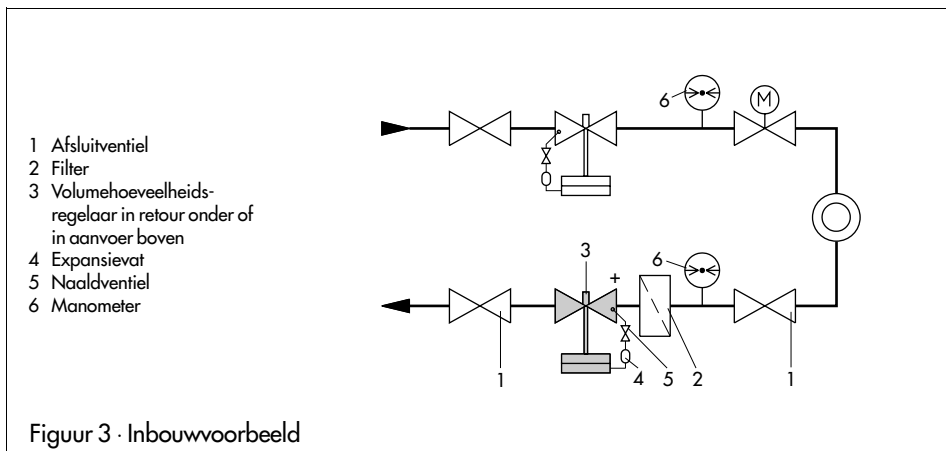 1 Afsluitventiel
2 Filter
3 Volumehoeveelheids-
regelaar in retour onder of
in aanvoer boven
4 Expansievat
5 Naaldventiel
6 Manometer
6
M
3
+
6
1
4
5
2
1
Figuur 3 · Inbouwvoorbeeld